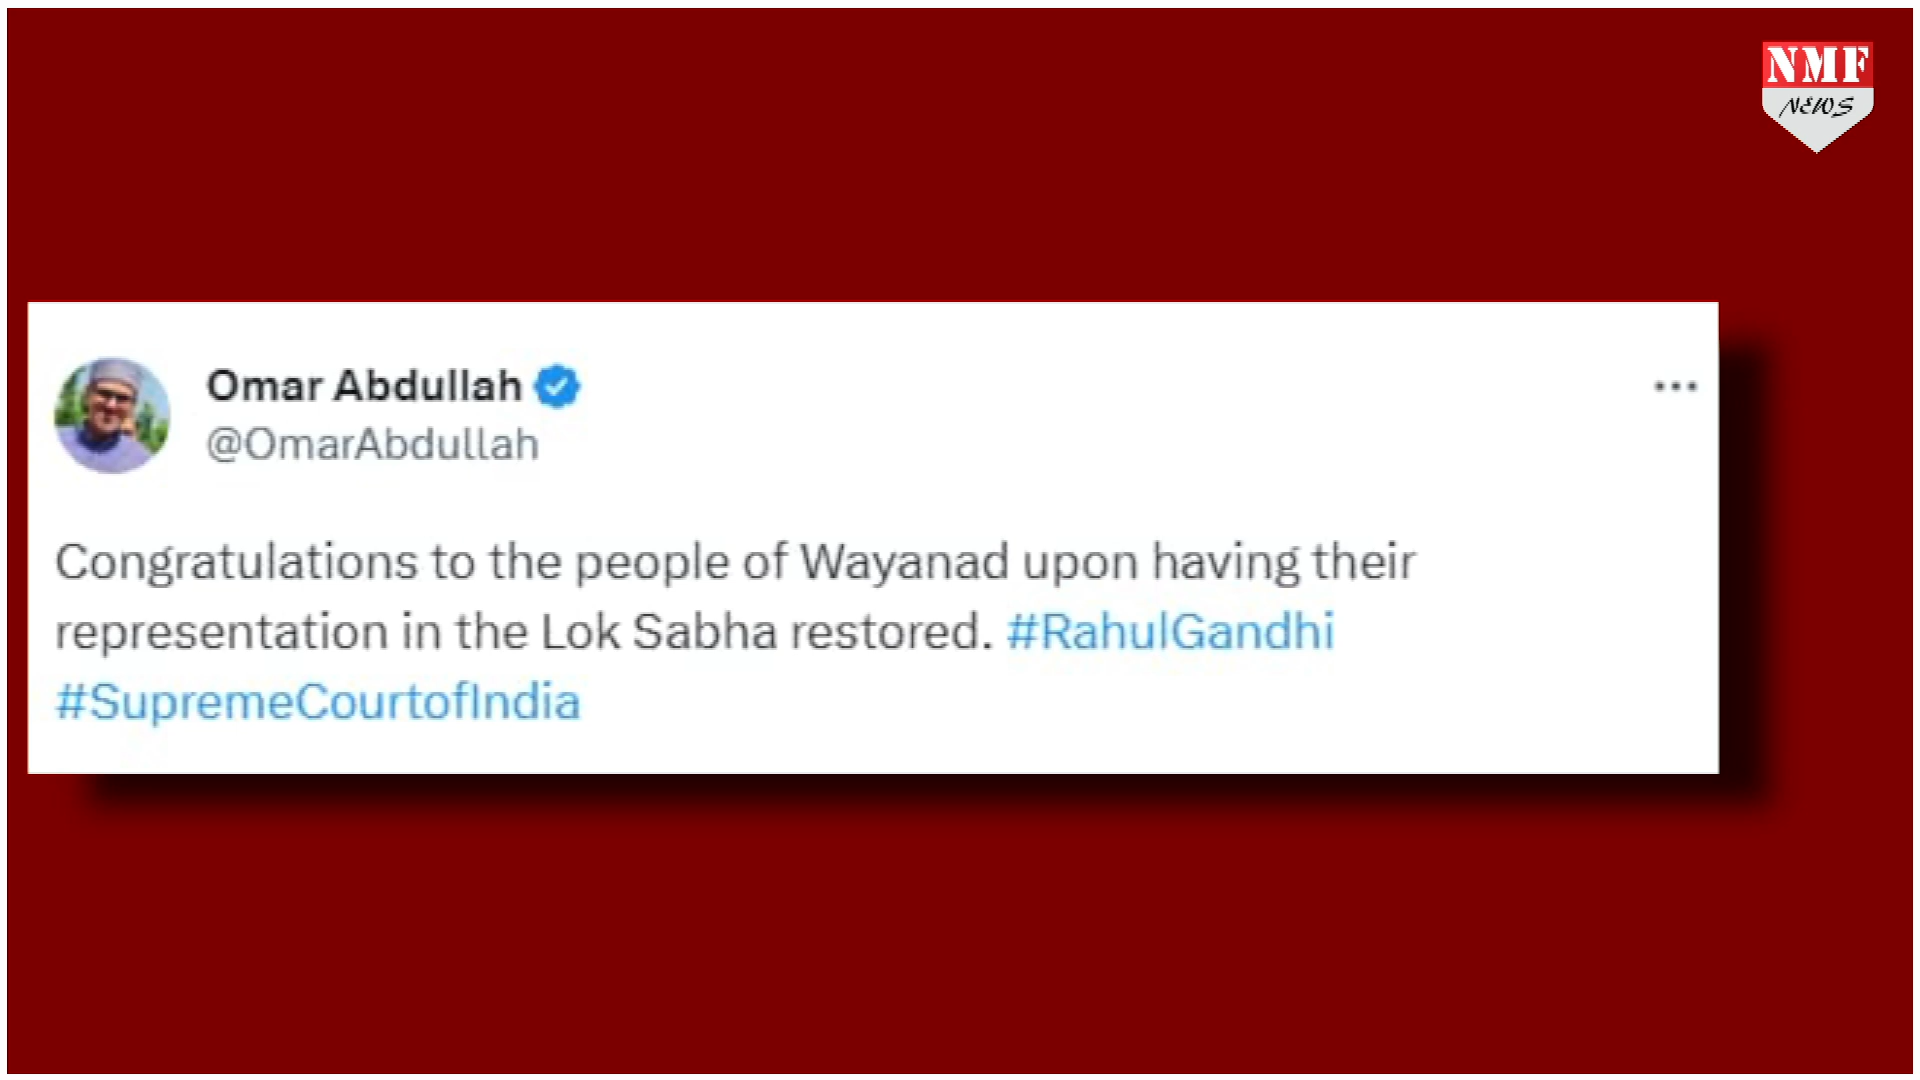 NMF
NEWS
Omar Abdullah
@OmarAbdullah
Congratulations to the people of Wayanad upon having their
representation in the Lok Sabha restored. #RahulGandhi
#SupremeCourtofIndia